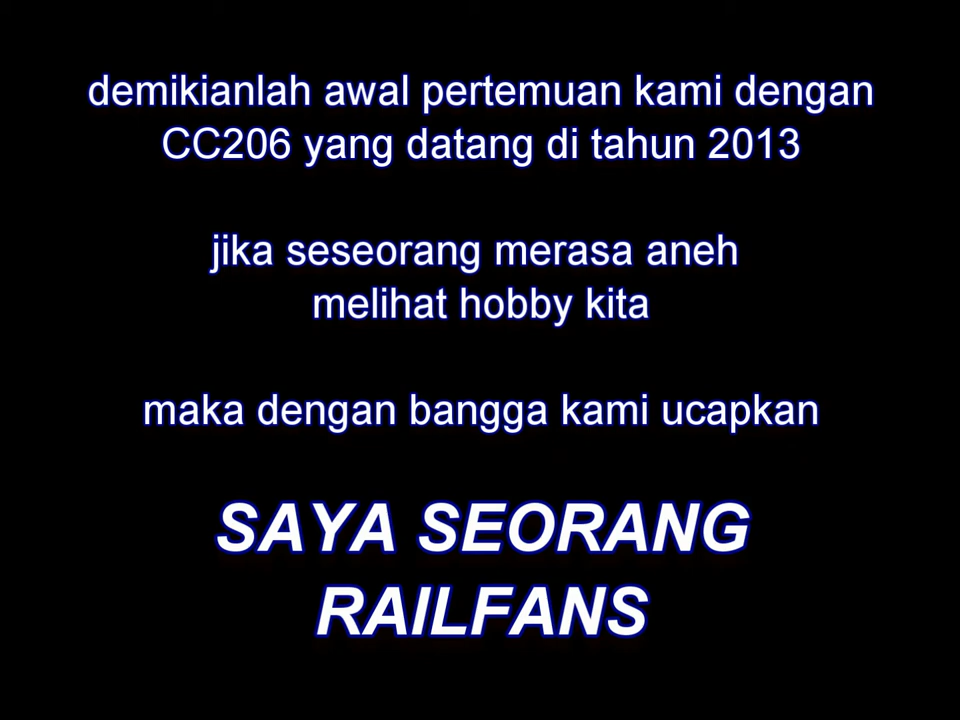 demikianlah awal pertemuan kami dengan
CC206 yang datang di tahun 2013
jika seseorang merasa aneh
melihat hobby kita
maka dengan bangga kami ucapkan
SAYA SEORANG
RAILFANS